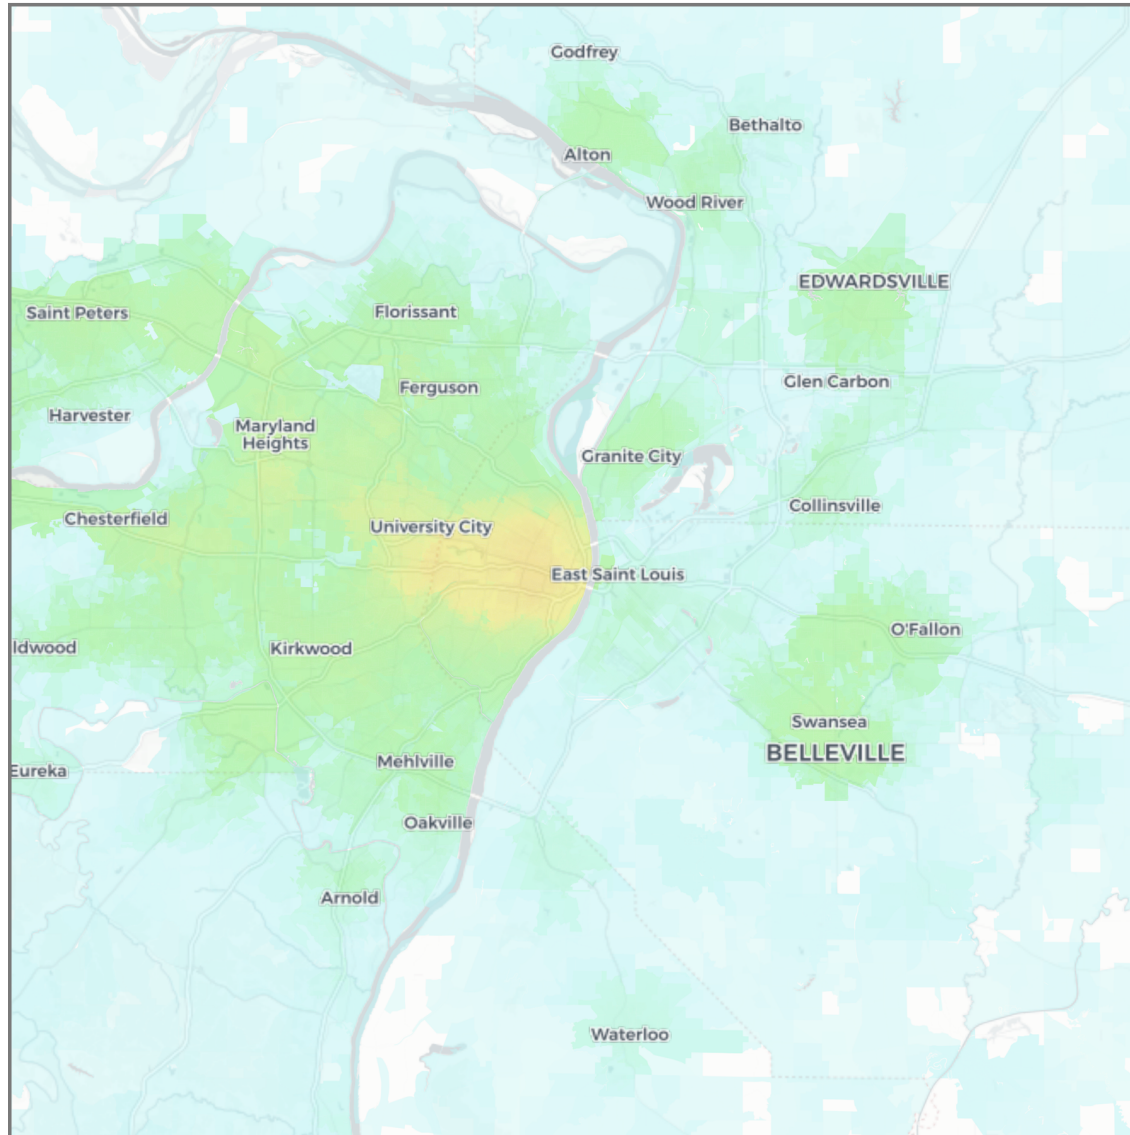 Godfrey
Bethalto
Alton
Wood River
EDWARDSVILLE
Saint Peters
Florissant
Glen Carbon
Ferguson
Harvester
Maryland
Heights
Granite City
Collinsville
Chesterfield
University City
East Saint Louis
O'Fallon
ldwood
Kirkwood
Swansea
BELLEVILLE
Mehlville
Eureka
Oakville
Arnold
Waterloo